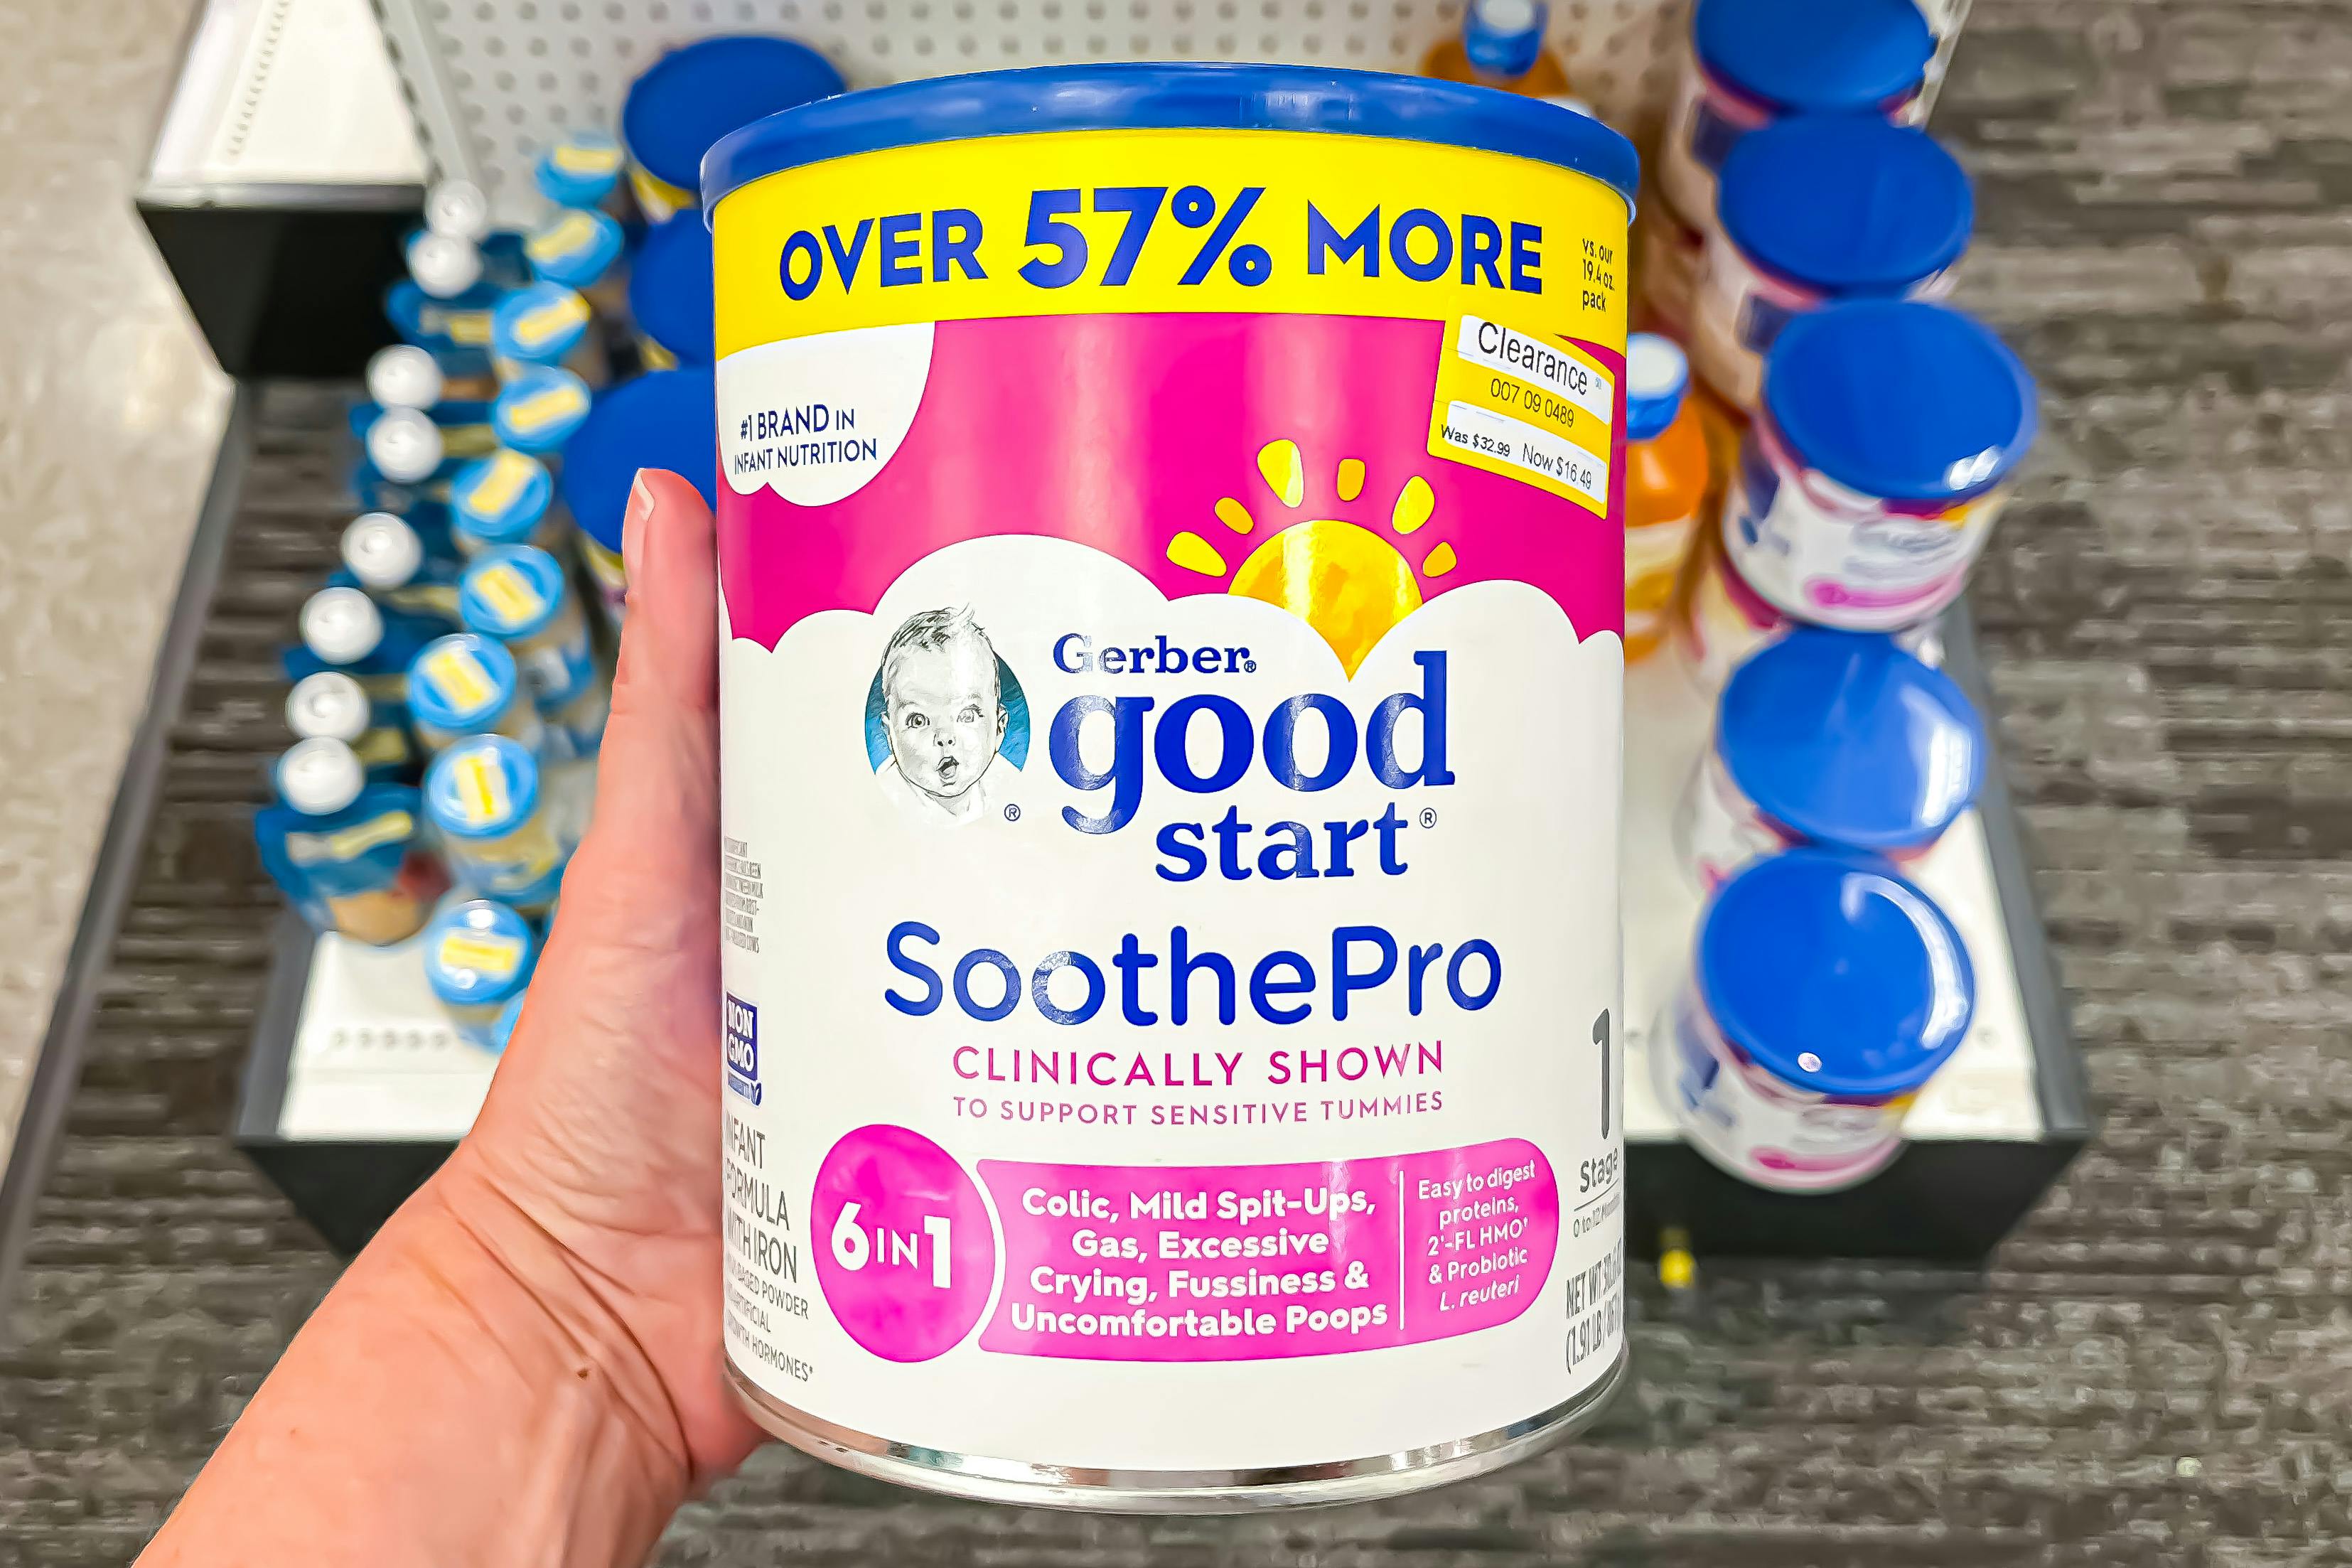 OVER 57% MORE
vs. our
19.4 oz.
pack
Clearance
007 09 0489
Was $32.99 Now $16.49
#1 BRAND IN
INFANT NUTRITION
Gerber®
good
start®
®
SoothePro
CLINICALLY SHOWN
TO SUPPORT SENSITIVE TUMMIES
6 IN 1
Colic, Mild Spit-Ups,
Gas, Excessive
Crying, Fussiness &
Uncomfortable Poops
Easy to digest
proteins,
2'-FL HMO†
& Probiotic
L. reuteri
NON
GMO
INFANT
FORMULA
WITH IRON
POWDER
HORMONES*
1
Stage
NET WT
(1.91 LB)